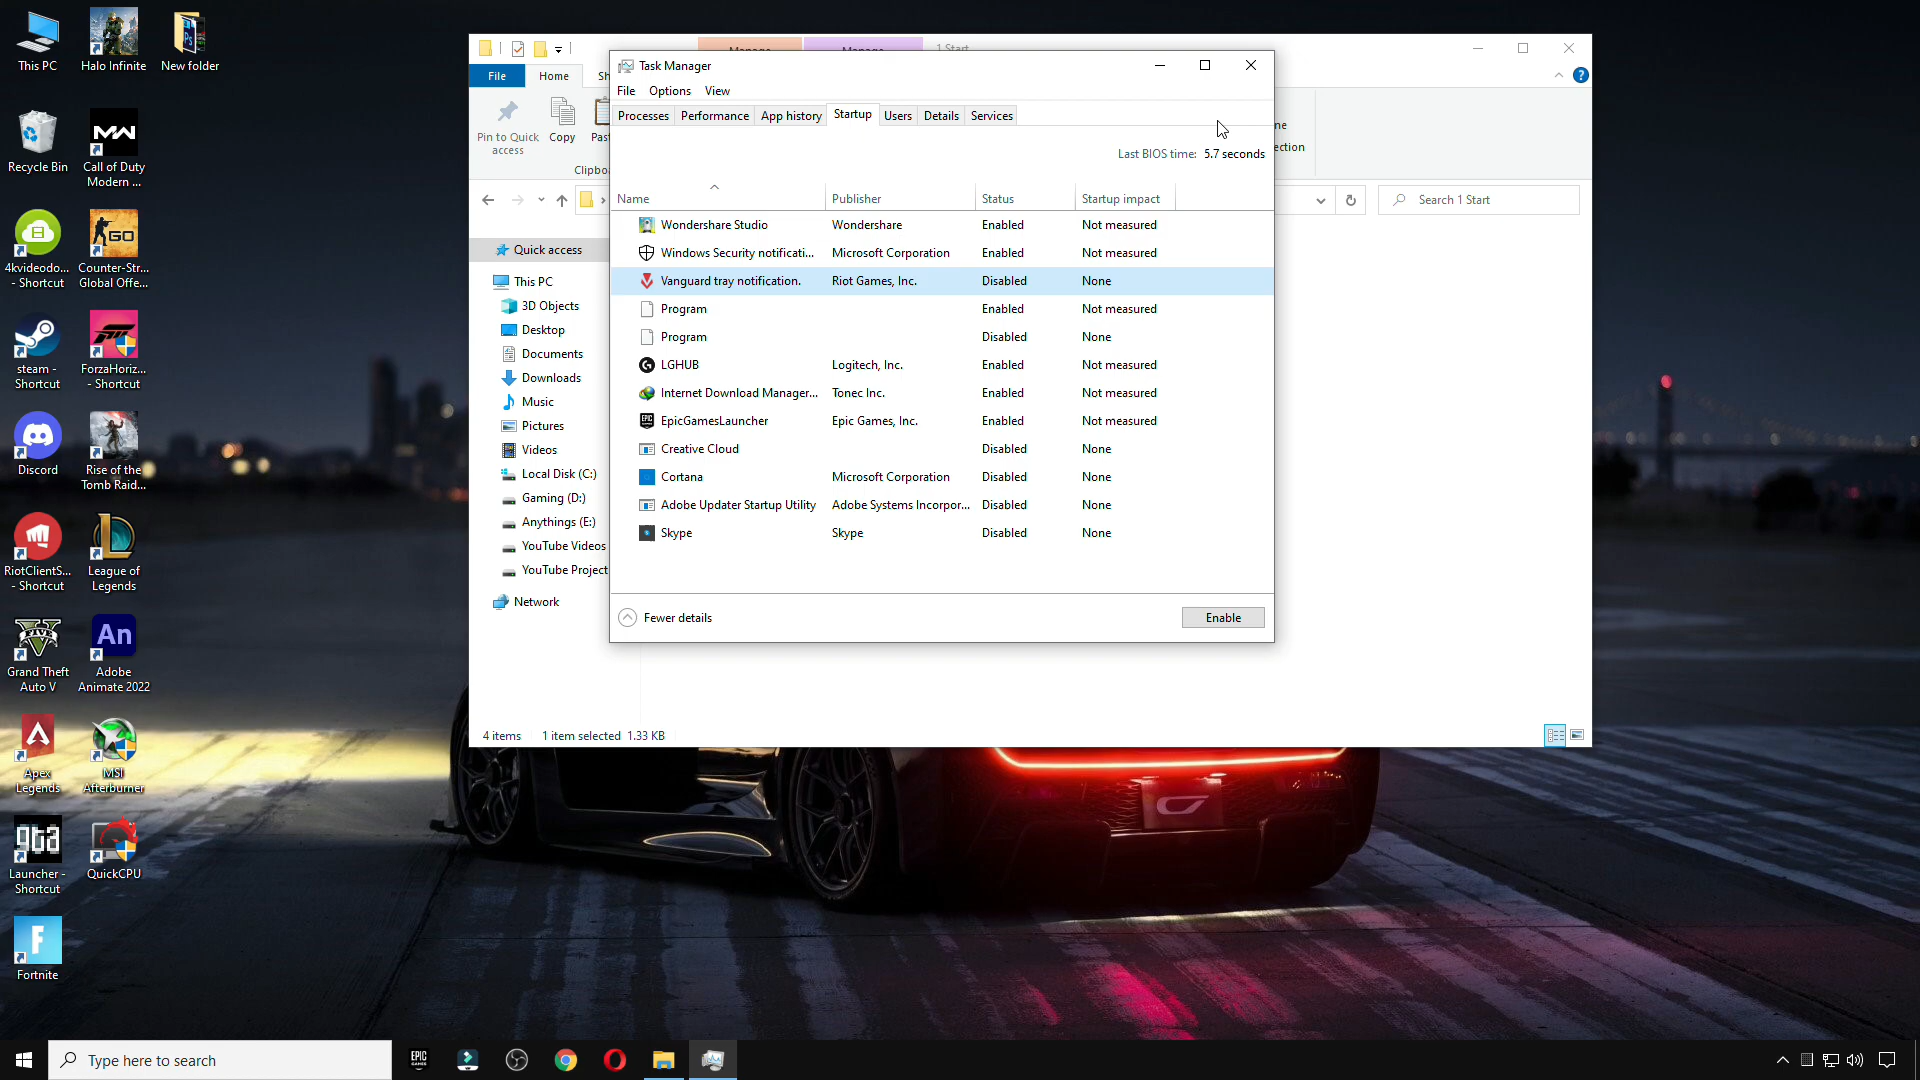 This PC
Halo Infinite
New folder
Recycle Bin
Call of Duty
Modern ...
4kvideodo...
- Shortcut
Counter-Str...
Global Offe...
steam -
Shortcut
ForzaHoriz...
- Shortcut
Discord
Rise of the
Tomb Raid...
RiotClientS...
- Shortcut
League of
Legends
Grand Theft
Auto V
An
Adobe
Animate 2022
Apex
Legends
MSI
Afterburner
Launcher -
Shortcut
QuickCPU
Fortnite
1 Start
File
Home
Pin to Quick
access
Copy
Search 1 Start
Quick access
This PC
3D Objects
Desktop
Documents
Downloads
Music
Pictures
Videos
Local Disk (C:)
Gaming (D:)
Anythings (E:)
YouTube Videos
YouTube Project
Network
4 items
1 item selected 1.33 KB
Task Manager
File Options View
Processes Performance App history Startup Users Details Services
Last BIOS time: 5.7 seconds
Name Publisher Status Startup impact
Wondershare Studio Wondershare Enabled Not measured
Windows Security notificati... Microsoft Corporation Enabled Not measured
Vanguard tray notification. Riot Games, Inc. Disabled None
Program Enabled Not measured
Program Disabled None
LGHUB Logitech, Inc. Enabled Not measured
Internet Download Manager... Tonec Inc. Enabled Not measured
EpicGamesLauncher Epic Games, Inc. Enabled Not measured
Creative Cloud Disabled None
Cortana Microsoft Corporation Disabled None
Adobe Updater Startup Utility Adobe Systems Incorpor... Disabled None
Skype Skype Disabled None
Fewer details
Enable
Type here to search